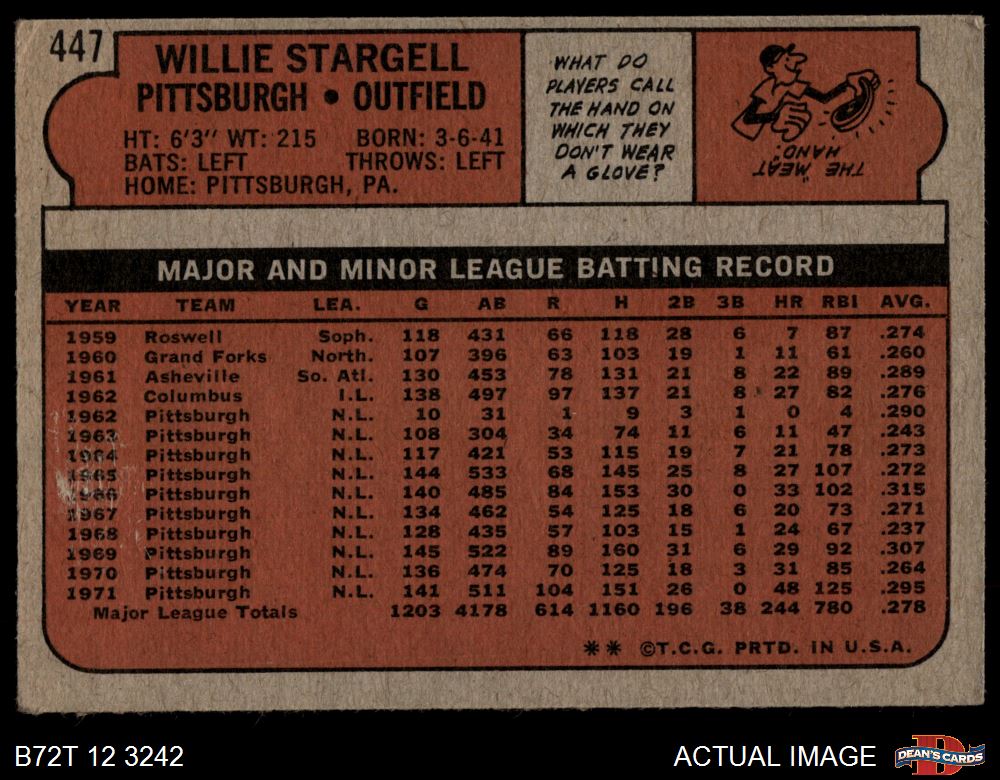 447
WILLIE STARGELL
PITTSBURGH • OUTFIELD
HT: 6'3" WT: 215 BORN: 3-6-41
BATS: LEFT THROWS: LEFT
HOME: PITTSBURGH, PA.
WHAT DO
PLAYERS CALL
THE HAND ON
WHICH THEY
DON'T WEAR
A GLOVE?
THE "MEAT
HAND".
MAJOR AND MINOR LEAGUE BATTING RECORD
YEAR TEAM LEA. G AB R H 2B 3B HR RBI AVG.
1959 Roswell Soph. 118 431 66 118 28 6 7 87 .274
1960 Grand Forks North. 107 396 63 103 19 1 11 61 .260
1961 Asheville So. Atl. 130 453 78 131 21 8 22 89 .289
1962 Columbus I.L. 138 497 97 137 21 8 27 82 .276
1962 Pittsburgh N.L. 10 31 1 9 3 1 0 4 .290
1963 Pittsburgh N.L. 108 304 34 74 11 6 11 47 .243
1964 Pittsburgh N.L. 117 421 53 115 19 7 21 78 .273
1965 Pittsburgh N.L. 144 533 68 145 25 8 27 107 .272
1966 Pittsburgh N.L. 140 485 84 153 30 0 33 102 .315
1967 Pittsburgh N.L. 134 462 54 125 18 6 20 73 .271
1968 Pittsburgh N.L. 128 435 57 103 15 1 24 67 .237
1969 Pittsburgh N.L. 145 522 89 160 31 6 29 92 .307
1970 Pittsburgh N.L. 136 474 70 125 18 3 31 85 .264
1971 Pittsburgh N.L. 141 511 104 151 26 0 48 125 .295
Major League Totals 1203 4178 614 1160 196 38 244 780 .278
** ©T.C.G. PRTD. IN U.S.A.
B72T 12 3242
ACTUAL IMAGE
DEAN'S CARDS